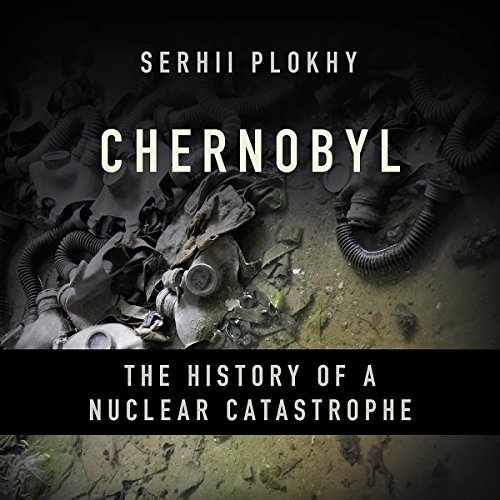 SERHII PLOKHY
CHERNOBYL
THE HISTORY OF A
NUCLEAR CATASTROPHE